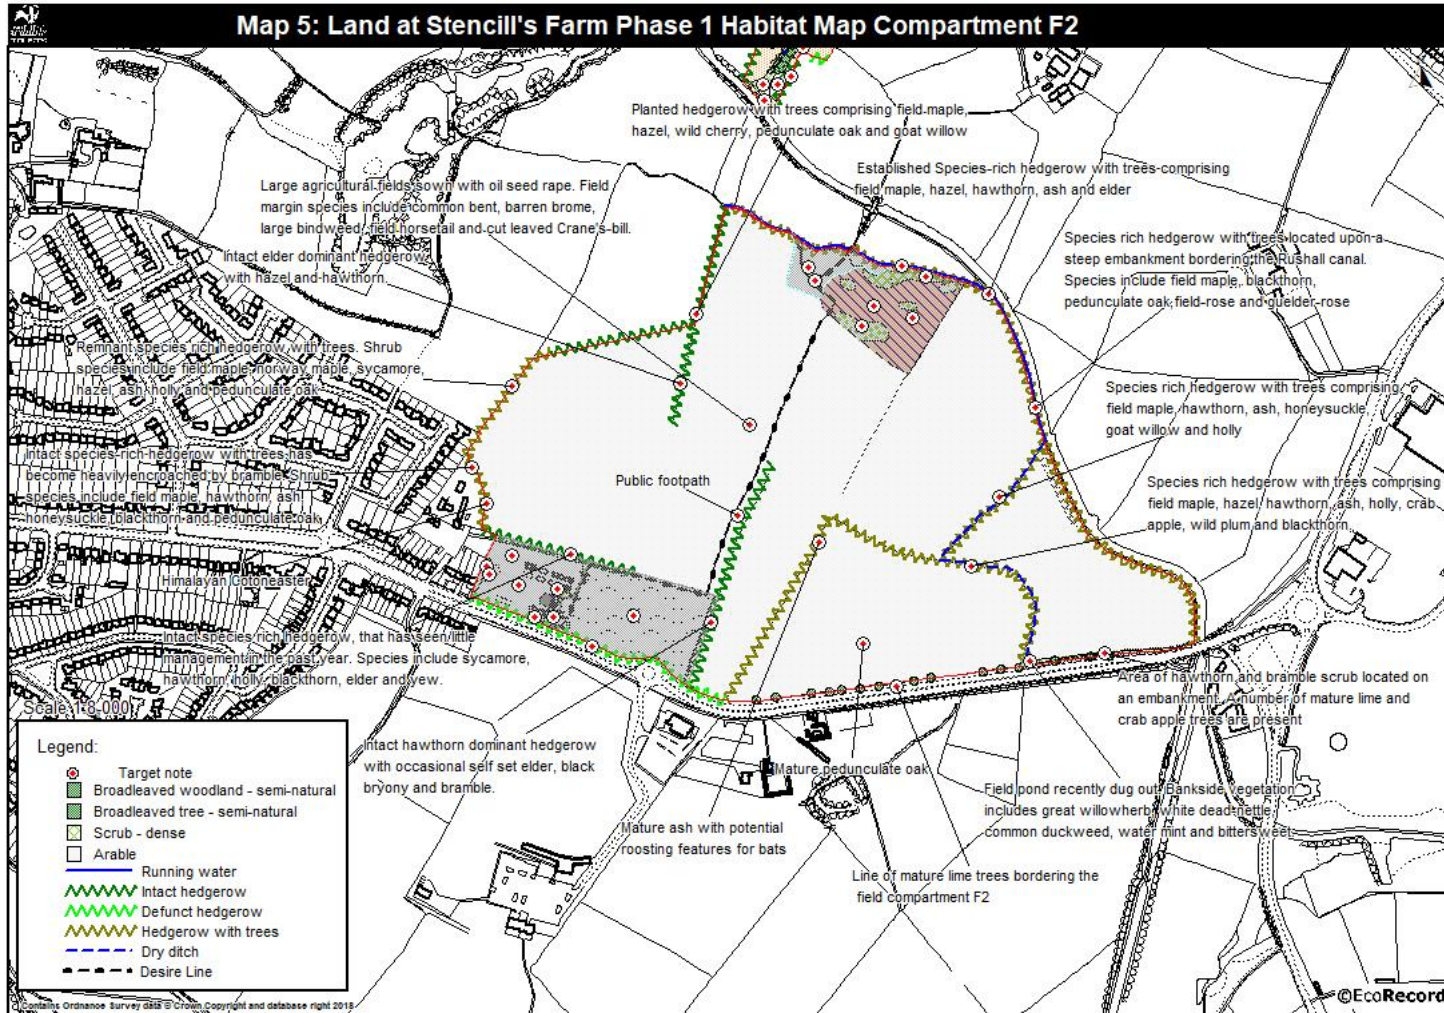 Map 5: Land at Stencill's Farm Phase 1 Habitat Map Compartment F2
Planted hedgerow with trees comprising field maple,
hazel, wild cherry, pedunculate oak and goat willow
Established Species-rich hedgerow with trees comprising
field maple, hazel, hawthorn, ash and elder
Large agricultural fields sown with oil seed rape. Field
margin species include common bent, barren brome,
large bindweed, field horsetail and cut leaved Crane's-bill.
Species rich hedgerow with trees located upon a
steep embankment bordering the Rushall canal.
Species include field maple, blackthorn,
pedunculate oak, field-rose and guelder-rose
Intact elder dominant hedgerow
with hazel and hawthorn.
Remnant species rich hedgerow with trees. Shrub
species include field maple, norway maple, sycamore,
hazel, ash, holly and pedunculate oak
Species rich hedgerow with trees comprising
field maple, hawthorn, ash, honeysuckle,
goat willow and holly
Intact species-rich hedgerow with trees has
become heavily encroached by bramble. Shrub
species include field maple, hawthorn, ash,
honeysuckle, blackthorn and pedunculate oak
Public footpath
Species rich hedgerow with trees comprising
field maple, hazel, hawthorn, ash, holly, crab
apple, wild plum and blackthorn
Himalayan Cotoneaster
Intact species rich hedgerow, that has seen little
management in the past year. Species include sycamore,
hawthorn, holly, blackthorn, elder and yew.
Area of hawthorn and bramble scrub located on
an embankment. A number of mature lime and
crab apple trees are present
Scale 1:8,000
Intact hawthorn dominant hedgerow
with occasional self set elder, black
bryony and bramble.
Mature pedunculate oak
Field pond recently dug out. Bankside vegetation
includes great willowherb, white dead-nettle,
common duckweed, water mint and bittersweet
Mature ash with potential
roosting features for bats
Line of mature lime trees bordering the
field compartment F2
Legend:
Target note
Broadleaved woodland - semi-natural
Broadleaved tree - semi-natural
Scrub - dense
Arable
Running water
Intact hedgerow
Defunct hedgerow
Hedgerow with trees
Dry ditch
Desire Line
Contains Ordnance Survey data © Crown Copyright and database right 2018
©EcoRecord